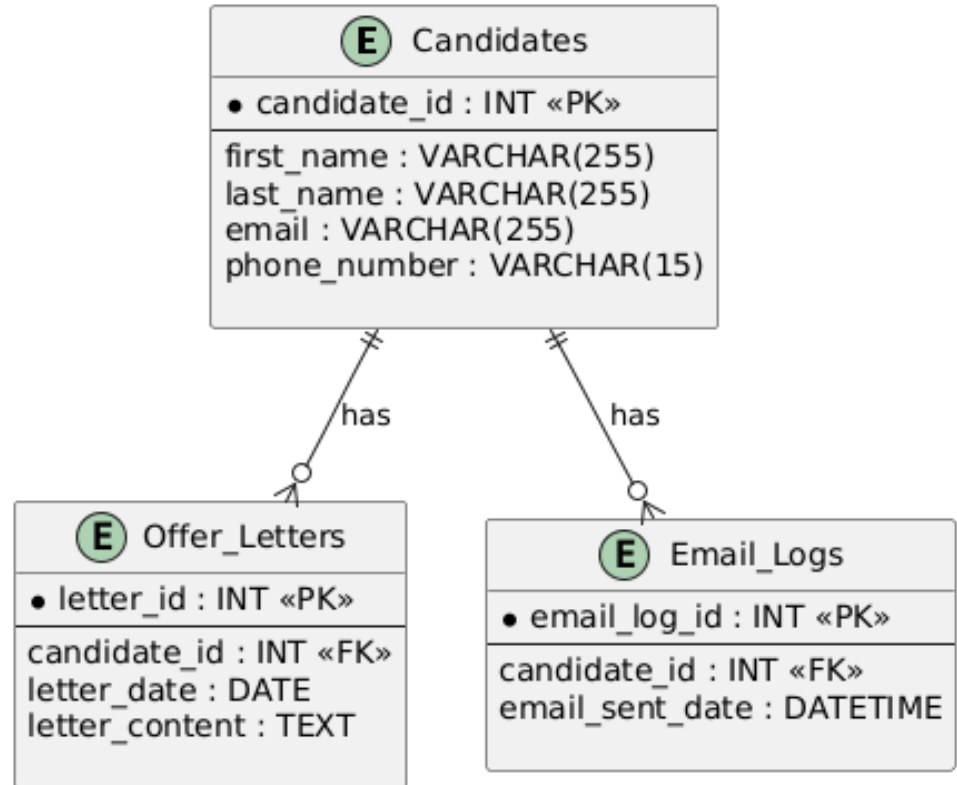 E Candidates
• candidate_id : INT «PK»
first_name : VARCHAR(255)
last_name : VARCHAR(255)
email : VARCHAR(255)
phone_number : VARCHAR(15)
has
has
E Offer_Letters
• letter_id : INT «PK»
candidate_id : INT «FK»
letter_date : DATE
letter_content : TEXT
E Email_Logs
• email_log_id : INT «PK»
candidate_id : INT «FK»
email_sent_date : DATETIME